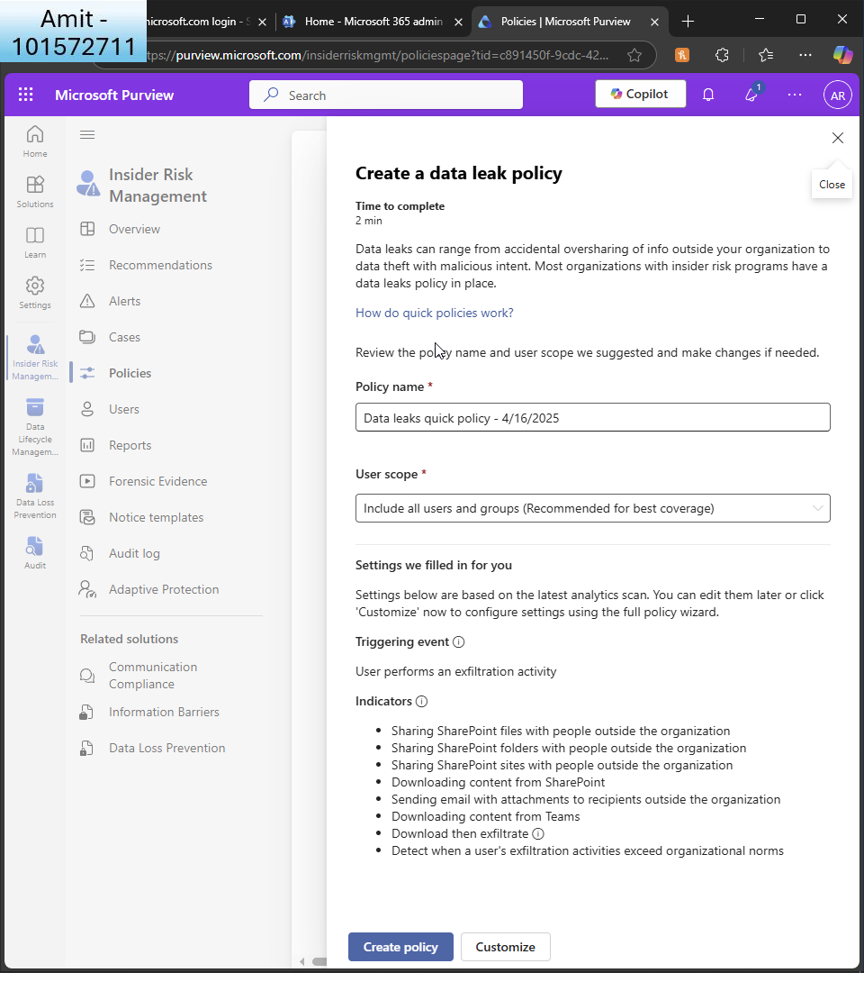 Amit -
101572711
microsoft.com login - S
Home - Microsoft 365 admin
Policies | Microsoft Purview
tps://purview.microsoft.com/insiderriskmgmt/policiespage?tid=c891450f-9cdc-42...
Microsoft Purview
Search
Copilot
1
AR
Home
Solutions
Learn
Settings
Insider Risk
Managem...
Data
Lifecycle
Managem...
Data Loss
Prevention
Audit
Insider Risk
Management
Overview
Recommendations
Alerts
Cases
Policies
Users
Reports
Forensic Evidence
Notice templates
Audit log
Adaptive Protection
Related solutions
Communication
Compliance
Information Barriers
Data Loss Prevention
Close
Create a data leak policy
Time to complete
2 min
Data leaks can range from accidental oversharing of info outside your organization to
data theft with malicious intent. Most organizations with insider risk programs have a
data leaks policy in place.
How do quick policies work?
Review the policy name and user scope we suggested and make changes if needed.
Policy name *
Data leaks quick policy - 4/16/2025
User scope *
Include all users and groups (Recommended for best coverage)
Settings we filled in for you
Settings below are based on the latest analytics scan. You can edit them later or click
'Customize' now to configure settings using the full policy wizard.
Triggering event
User performs an exfiltration activity
Indicators
• Sharing SharePoint files with people outside the organization
• Sharing SharePoint folders with people outside the organization
• Sharing SharePoint sites with people outside the organization
• Downloading content from SharePoint
• Sending email with attachments to recipients outside the organization
• Downloading content from Teams
• Download then exfiltrate
• Detect when a user's exfiltration activities exceed organizational norms
Create policy
Customize